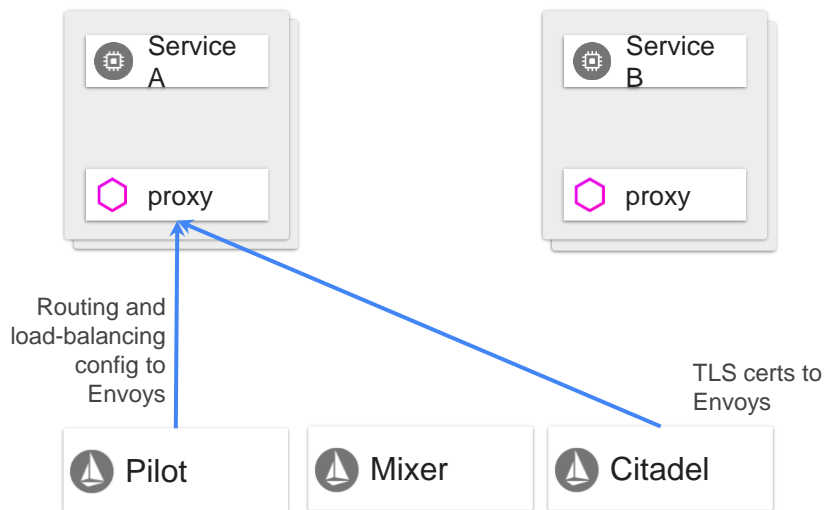 Service
A
Service
B
proxy
proxy
Routing and
load-balancing
config to
Envoys
TLS certs to
Envoys
Pilot
Mixer
Citadel